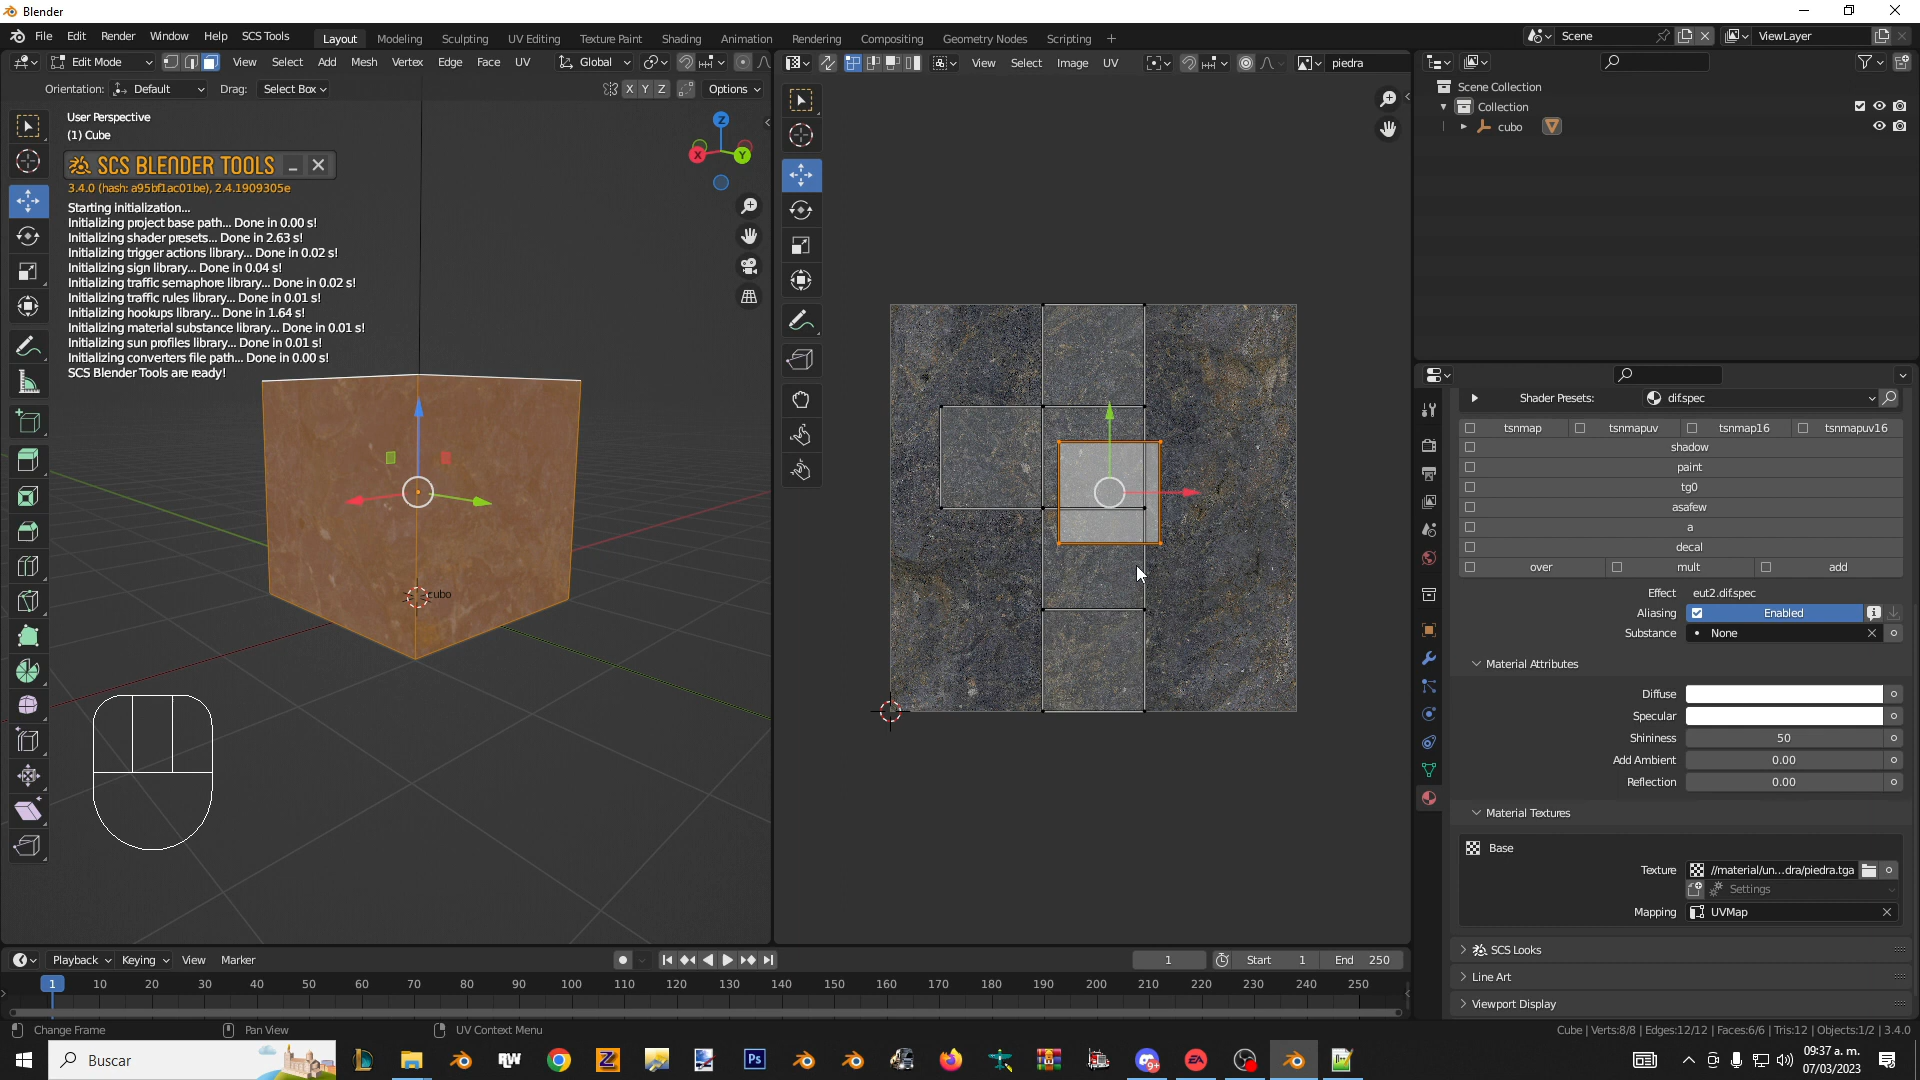 Blender
File Edit Render Window Help SCS Tools Layout Modeling Sculpting UV Editing Texture Paint Shading Animation Rendering Compositing Geometry Nodes Scripting + Scene ViewLayer
Edit Mode View Select Add Mesh Vertex Edge Face UV Global
View Select Image UV piedra
Orientation: Default Drag: Select Box X Y Z Options
User Perspective
(1) Cube
SCS BLENDER TOOLS
3.4.0 (hash: a95bf1ac01be), 2.4.1909305e
Starting initialization...
Initializing project base path... Done in 0.00 s!
Initializing shader presets... Done in 2.63 s!
Initializing trigger actions library... Done in 0.02 s!
Initializing sign library... Done in 0.04 s!
Initializing traffic semaphore library... Done in 0.02 s!
Initializing traffic rules library... Done in 0.01 s!
Initializing hookups library... Done in 1.64 s!
Initializing material substance library... Done in 0.01 s!
Initializing sun profiles library... Done in 0.01 s!
Initializing converters file path... Done in 0.00 s!
SCS Blender Tools are ready!
Z
X Y
cubo
Scene Collection
Collection
cubo
Shader Presets: dif.spec
tsnmap tsnmapuv tsnmap16 tsnmapuv16
shadow
paint
tg0
asafew
a
decal
over mult add
Effect eut2.dif.spec
Aliasing Enabled
Substance None
Material Attributes
Diffuse
Specular
Shininess 50
Add Ambient 0.00
Reflection 0.00
Material Textures
Base
Texture //material/un...dra/piedra.tga
Settings
Mapping UVMap
SCS Looks
Line Art
Viewport Display
Playback Keying View Marker 1 Start 1 End 250
1 10 20 30 40 50 60 70 80 90 100 110 120 130 140 150 160 170 180 190 200 210 220 230 240 250
Change Frame Pan View UV Context Menu Cube | Verts:8/8 | Edges:12/12 | Faces:6/6 | Tris:12 | Objects:1/2 | 3.4.0
Buscar RW Z Ps 9+ EA 09:37 a. m.
07/03/2023